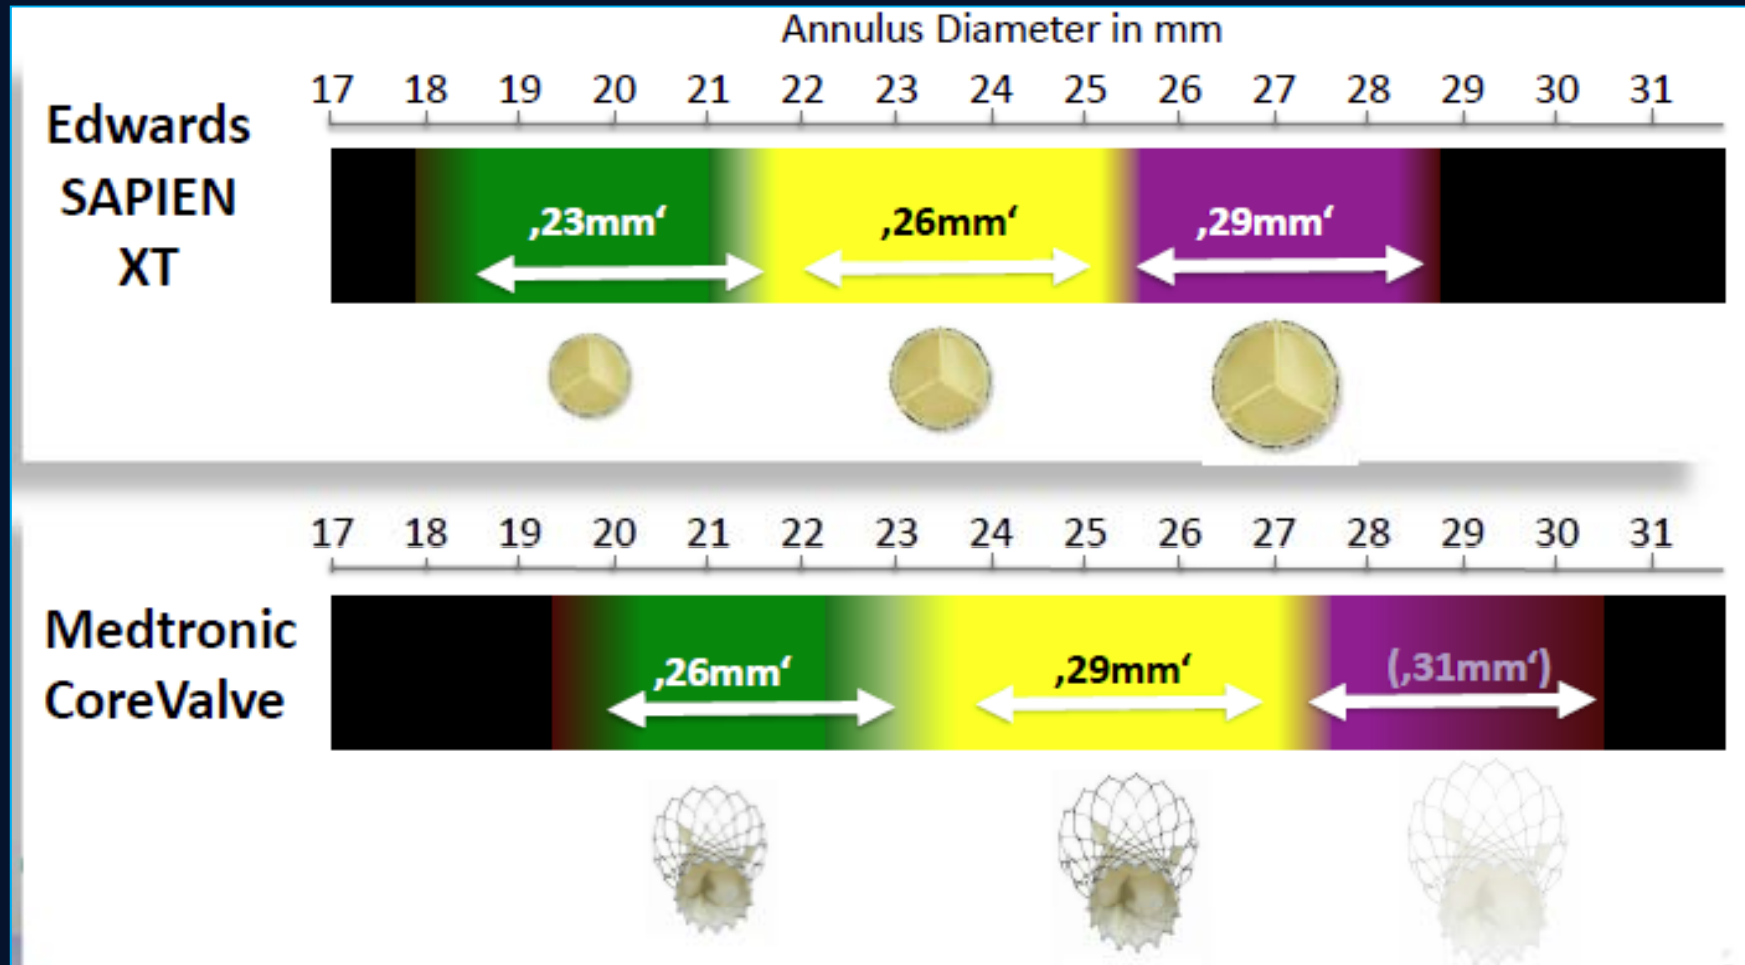 Annulus Diameter in mm
17 18 19 20 21 22 23 24 25 26 27 28 29 30 31
Edwards
SAPIEN
XT
‚23mm‘ ‚26mm‘ ‚29mm‘
17 18 19 20 21 22 23 24 25 26 27 28 29 30 31
Medtronic
CoreValve
‚26mm‘ ‚29mm‘ (‚31mm‘)